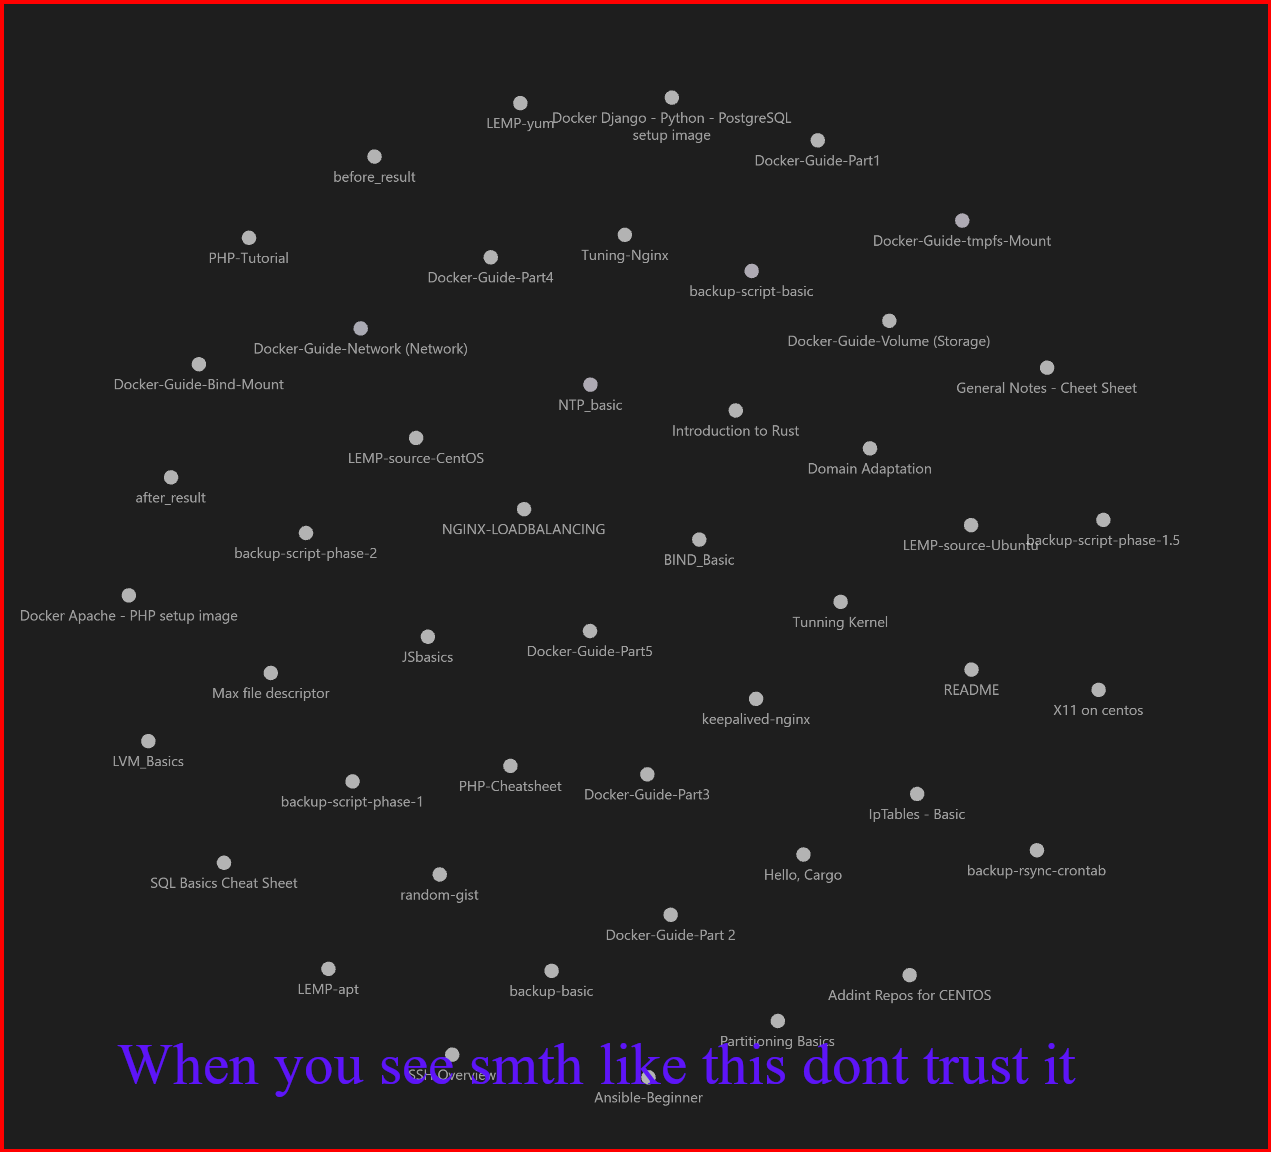 LEMP-yum
Docker Django - Python - PostgreSQL
setup image
Docker-Guide-Part1
before_result
Docker-Guide-tmpfs-Mount
PHP-Tutorial
Tuning-Nginx
Docker-Guide-Part4
backup-script-basic
Docker-Guide-Volume (Storage)
Docker-Guide-Network (Network)
Docker-Guide-Bind-Mount
General Notes - Cheet Sheet
NTP_basic
Introduction to Rust
LEMP-source-CentOS
Domain Adaptation
after_result
NGINX-LOADBALANCING
backup-script-phase-2
BIND_Basic
LEMP-source-Ubuntu
backup-script-phase-1.5
Docker Apache - PHP setup image
Tunning Kernel
JSbasics
Docker-Guide-Part5
Max file descriptor
README
X11 on centos
keepalived-nginx
LVM_Basics
PHP-Cheatsheet
Docker-Guide-Part3
backup-script-phase-1
IpTables - Basic
SQL Basics Cheat Sheet
random-gist
Hello, Cargo
backup-rsync-crontab
Docker-Guide-Part 2
LEMP-apt
backup-basic
Addint Repos for CENTOS
Partitioning Basics
When you see smth like this dont trust it
SSH Overview
Ansible-Beginner